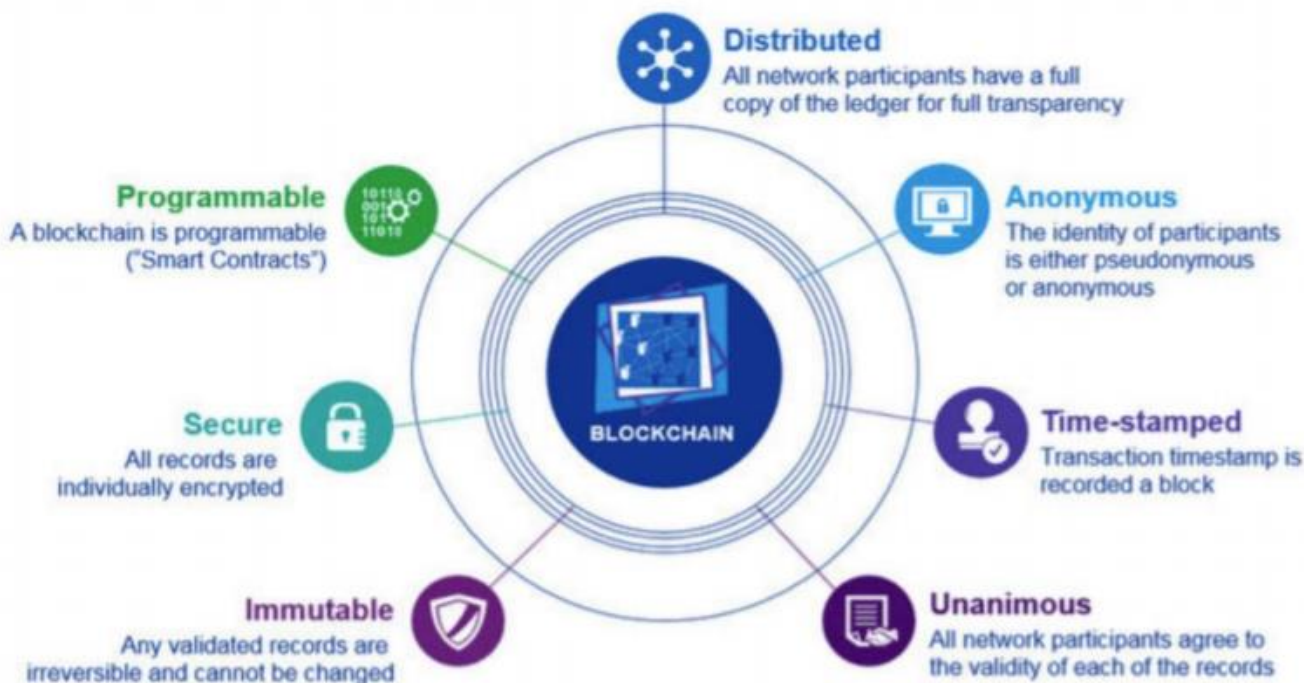 Distributed
All network participants have a full
copy of the ledger for full transparency
Programmable
A blockchain is programmable
("Smart Contracts")
Anonymous
The identity of participants
is either pseudonymous
or anonymous
BLOCKCHAIN
Secure
All records are
individually encrypted
Time-stamped
Transaction timestamp is
recorded a block
Immutable
Any validated records are
irreversible and cannot be changed
Unanimous
All network participants agree to
the validity of each of the records